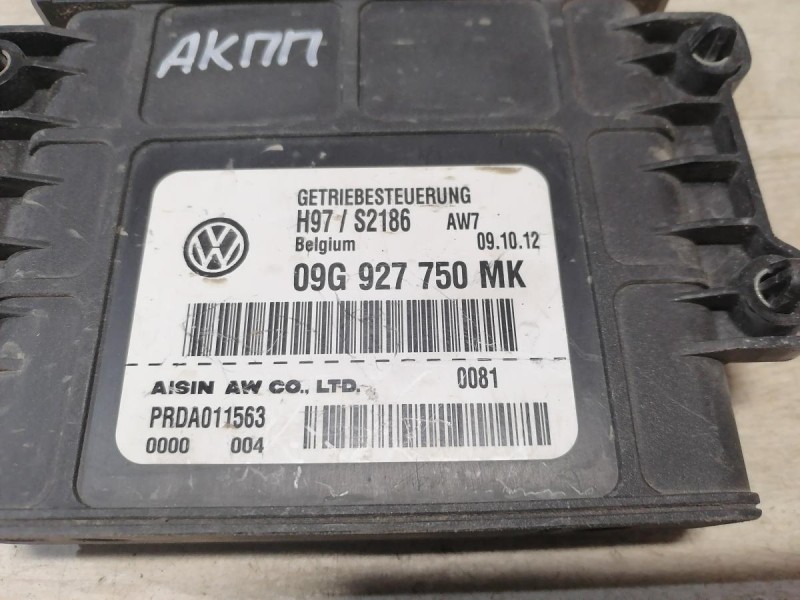 АКПП
GETRIEBESTEUERUNG
H97 / S2186 AW7
Belgium 09.10.12
09G 927 750 MK
AISIN AW CO., LTD. 0081
PRDA011563
0000 004